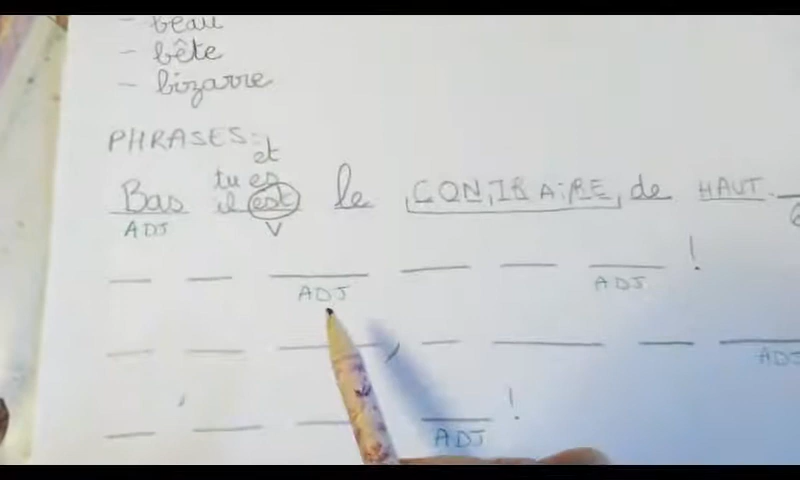 - beau
- bête
- bizarre
PHRASES:
et
tu es
Bas il est le CONTRAIRE de HAUT.
ADJ V
!
ADJ ADJ
,
ADJ
' !
ADJ